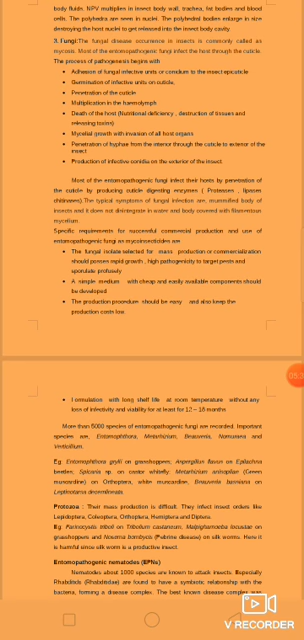 body fluids. NPV multiplies in insect body wall, trachea, fat bodies and blood
cells. The polyhedra are seen in nuclei. The polyhedral bodies enlarge in size
destroying the host nuclei to get released into the insect body cavity.
3. Fungi: The fungal disease occurrence in insects is commonly called as
mycosis. Most of the entomopathogenic fungi infect the host through the cuticle.
The process of pathogenesis begins with
• Adhesion of fungal infective units or conidium to the insect epicuticle
• Germination of infective units on cuticle,
• Penetration of the cuticle
• Multiplication in the haemolymph
• Death of the host (Nutritional deficiency , destruction of tissues and
releasing toxins)
• Mycelial growth with invasion of all host organs
• Penetration of hyphae from the interior through the cuticle to exterior of the
insect
• Production of infective conidia on the exterior of the insect.
Most of the entomopathogenic fungi infect their hosts by penetration of
the cuticle by producing cuticle digesting enzymes ( Proteases , lipases
chitinases).The typical symptoms of fungal infection are, mummified body of
insects and it does not disintegrate in water and body covered with filamentous
mycelium.
Specific requirements for successful commercial production and use of
entomopathogenic fungi as mycoinsecticides are
• The fungal isolate selected for mass production or commercialization
should posses rapid growth , high pathogenicity to target pests and
sporulate profusely
• A simple medium with cheap and easily available components should
be developed
• The production procedure should be easy and also keep the
production costs low.
05:3
• Formulation with long shelf life at room temperature without any
loss of infectivity and viability for at least for 12 – 18 months
More than 5000 species of entomopathogenic fungi are recorded. Important
species are, Entomophthora, Metarhizium, Beauveria, Nomuraea and
Verticillium.
Eg: Entomophthora grylli on grasshoppers; Aspergillus flavus on Epilachna
beetles; Spicaria sp. on castor whitefly; Metarhizium anisopliae (Green
muscardine) on Orthoptera, white muscardine, Beauveria bassiana on
Leptinotarsa decemlineata.
Protozoa : Their mass production is difficult. They infect insect orders like
Lepidoptera, Coleoptera, Orthoptera, Hemiptera and Diptera.
Eg: Farinocystis triboli on Tribolium castaneum, Malpighamoeba locustae on
grasshoppers and Nosema bombycis (Pebrine disease) on silk worms. Here it
is harmful since silk worm is a productive insect.
Entomopathogenic nematodes (EPNs)
Nematodes about 1000 species are known to attack insects. Especially
Rhabditids (Rhabditidae) are found to have a symbiotic relationship with the
bacteria, forming a disease complex. The best known disease complex is
V RECORDER